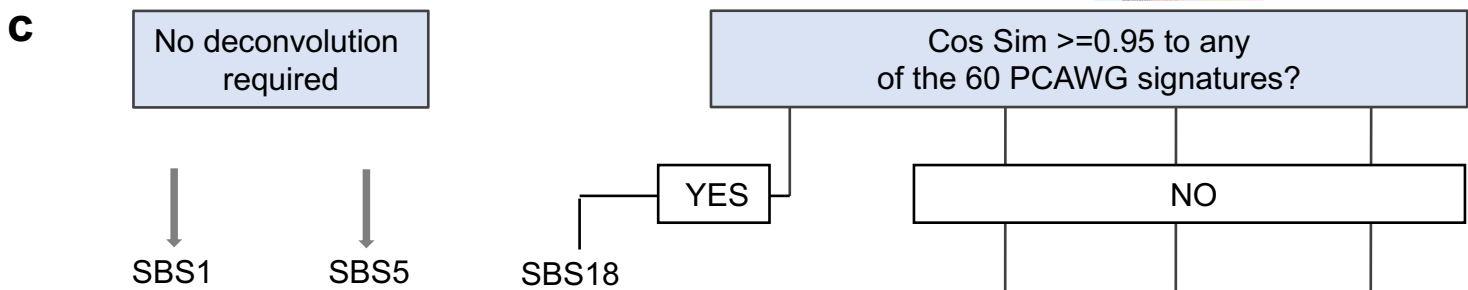 c
No deconvolution
required
Cos Sim >=0.95 to any
of the 60 PCAWG signatures?
YES
NO
SBS1
SBS5
SBS18